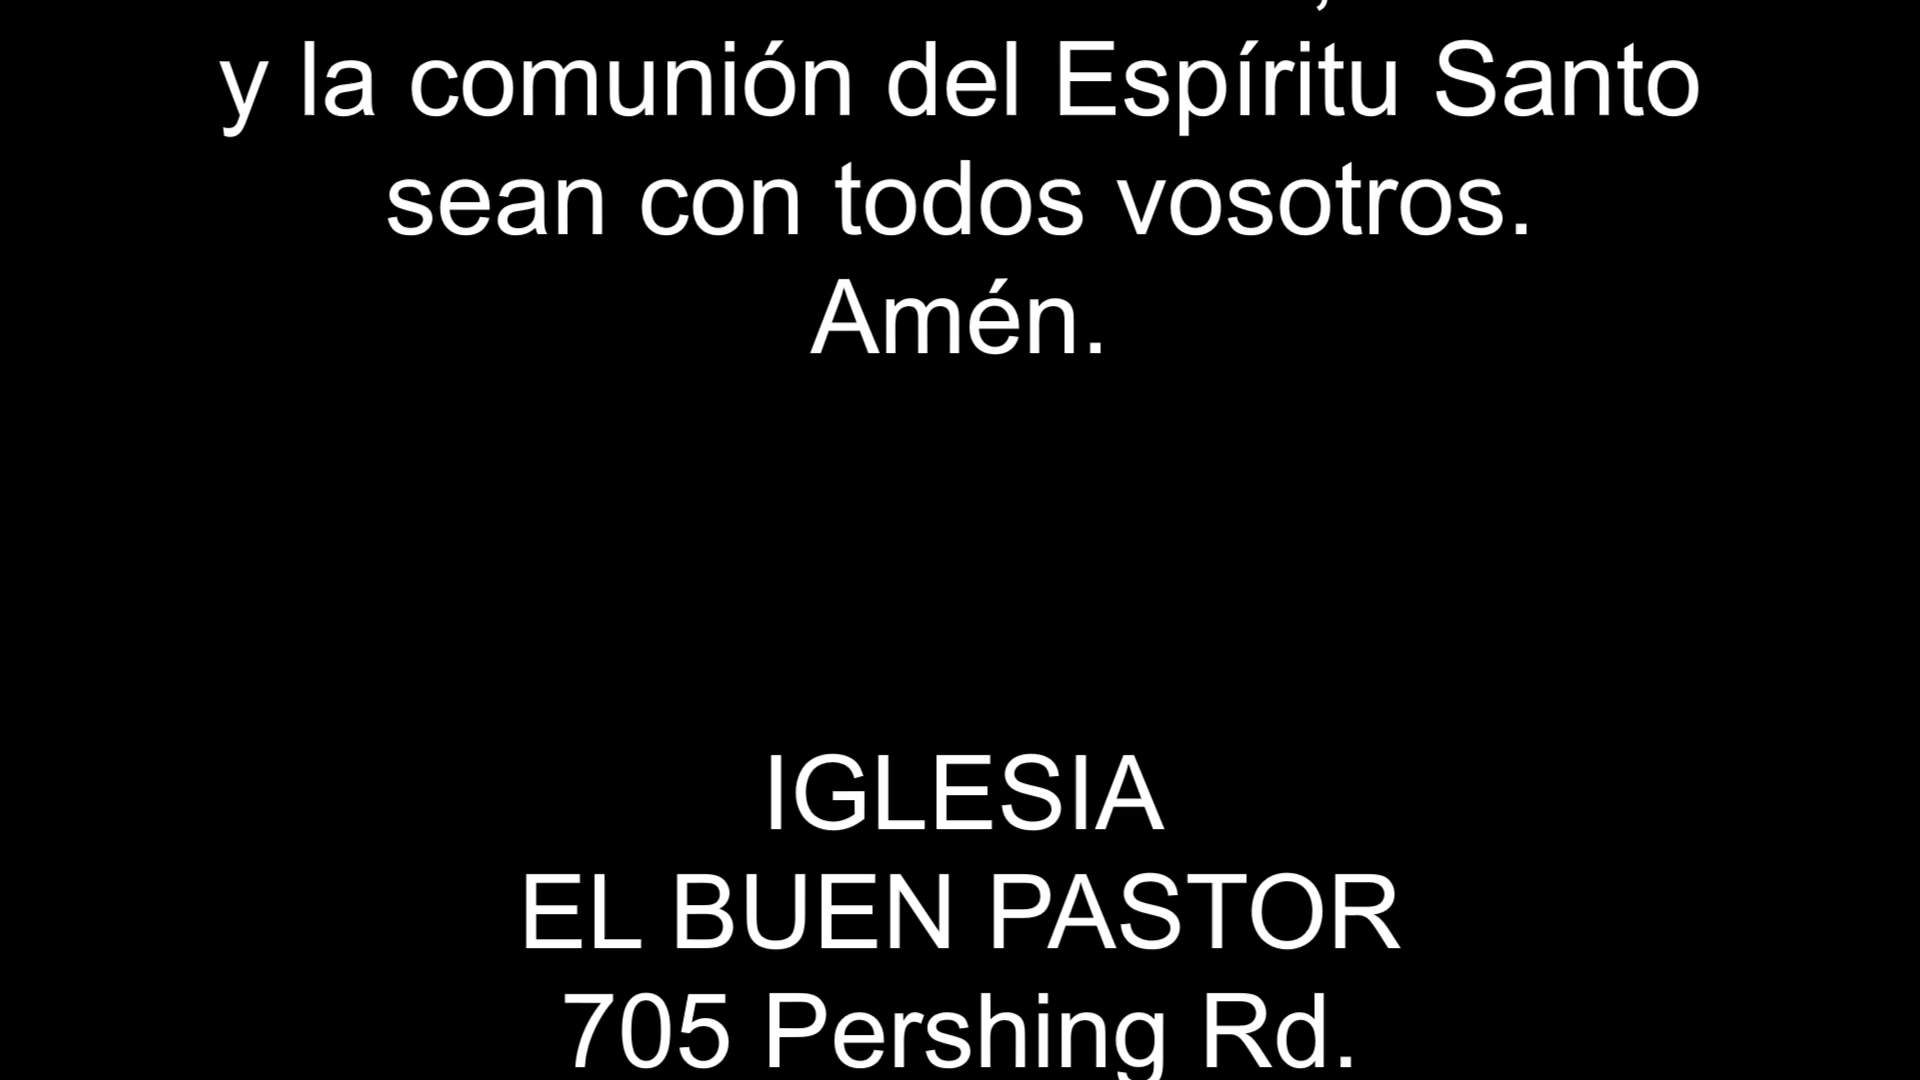 y la comunión del Espíritu Santo
sean con todos vosotros.
Amén.
IGLESIA
EL BUEN PASTOR
705 Pershing Rd.